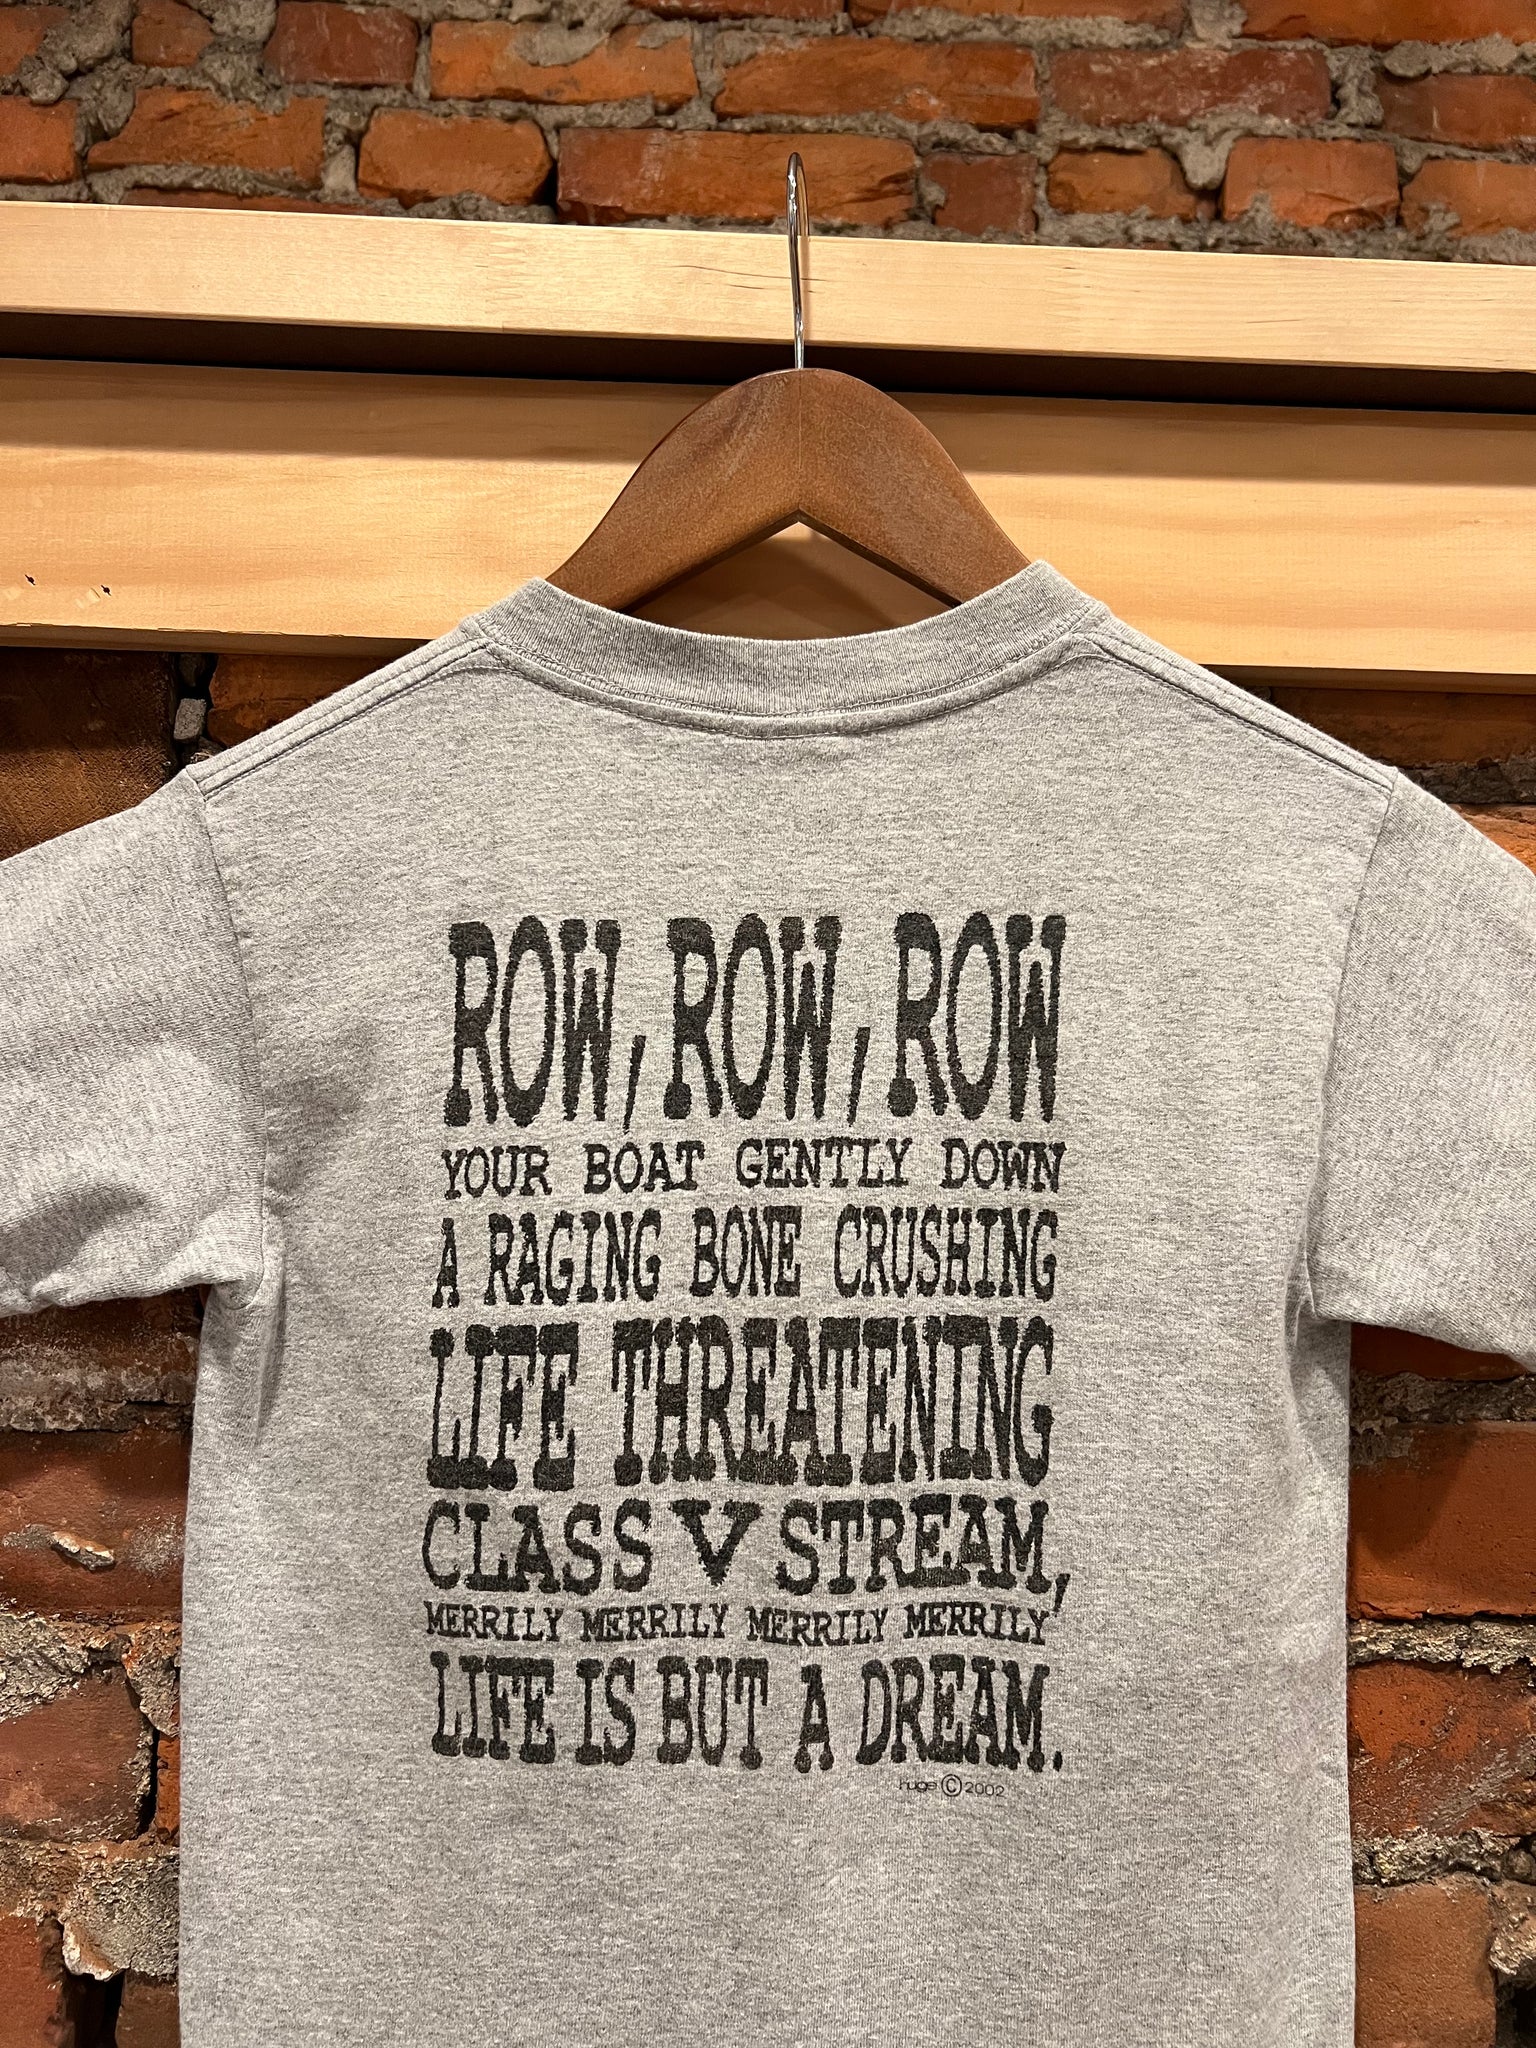 ROW, ROW, ROW
YOUR BOAT GENTLY DOWN
A RAGING BONE CRUSHING
LIFE THREATENING
CLASS V STREAM,
MERRILY MERRILY MERRILY MERRILY
LIFE IS BUT A DREAM.
huge © 2002